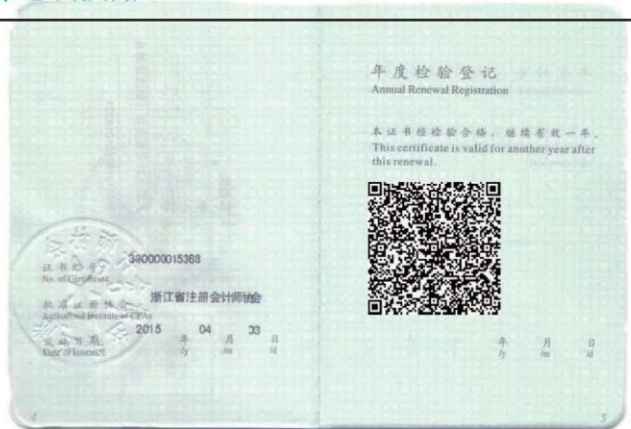 年度检验登记
Annual Renewal Registration
本证书经检验合格，继续有效一年。
This certificate is valid for another year after
this renewal.
证书编号
No. of Certificate
330000015368
批准注册协会
Authorized Institute of CPAs
浙江省注册会计师协会
发证日期
Date of Issuance
2015 年 04 月 日
/y /m /d
年 月 日
/y /m /d
4
5